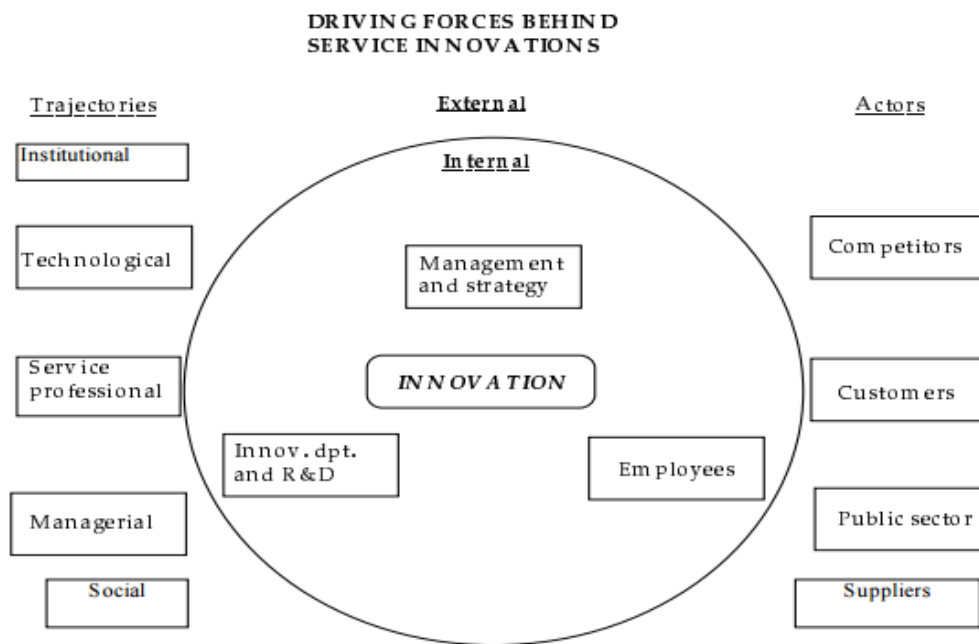 DRIVING FORCES BEHIND
SERVICE INNOVATIONS
Trajectories
External
Actors
Institutional
Internal
Technological
Management
and strategy
Competitors
Service
professional
INNOVATION
Customers
Innov. dpt.
and R&D
Employees
Managerial
Public sector
Social
Suppliers